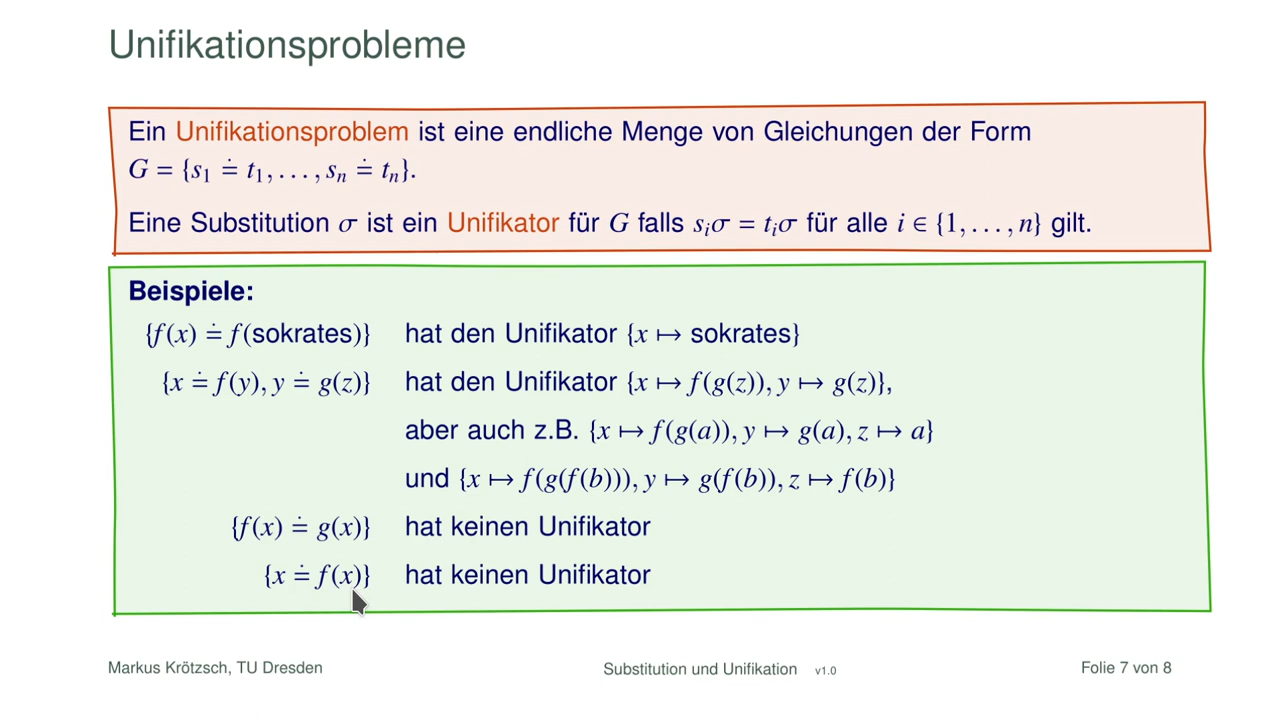 Unifikationsprobleme
Ein Unifikationsproblem ist eine endliche Menge von Gleichungen der Form
G = {s₁ ≐ t₁, . . . , sₙ ≐ tₙ}.
Eine Substitution σ ist ein Unifikator für G falls sᵢσ = tᵢσ für alle i ∈ {1, . . . , n} gilt.
Beispiele:
{f(x) ≐ f(sokrates)} hat den Unifikator {x ↦ sokrates}
{x ≐ f(y), y ≐ g(z)} hat den Unifikator {x ↦ f(g(z)), y ↦ g(z)},
aber auch z.B. {x ↦ f(g(a)), y ↦ g(a), z ↦ a}
und {x ↦ f(g(f(b))), y ↦ g(f(b)), z ↦ f(b)}
{f(x) ≐ g(x)} hat keinen Unifikator
{x ≐ f(x)} hat keinen Unifikator
Markus Krötzsch, TU Dresden Substitution und Unifikation v1.0 Folie 7 von 8